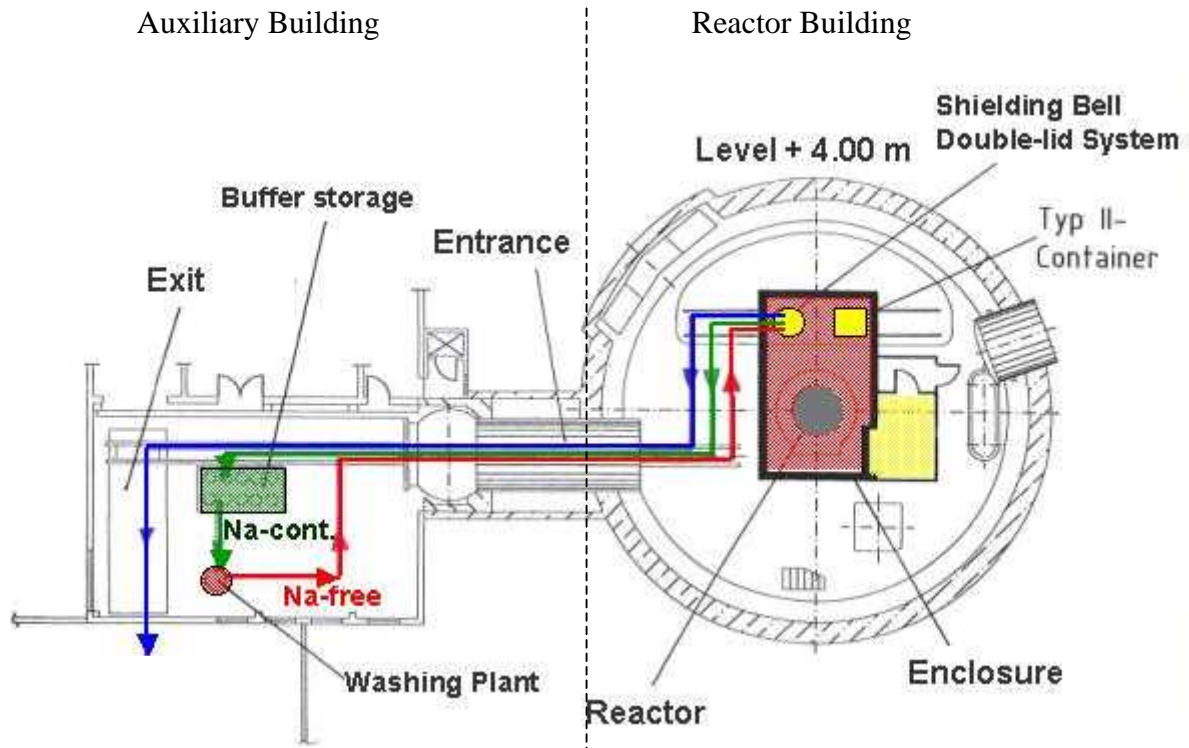 Auxiliary Building
Reactor Building
Shielding Bell
Double-lid System
Level + 4.00 m
Buffer storage
Typ II-
Container
Entrance
Exit
Na-cont.
Na-free
Washing Plant
Enclosure
Reactor